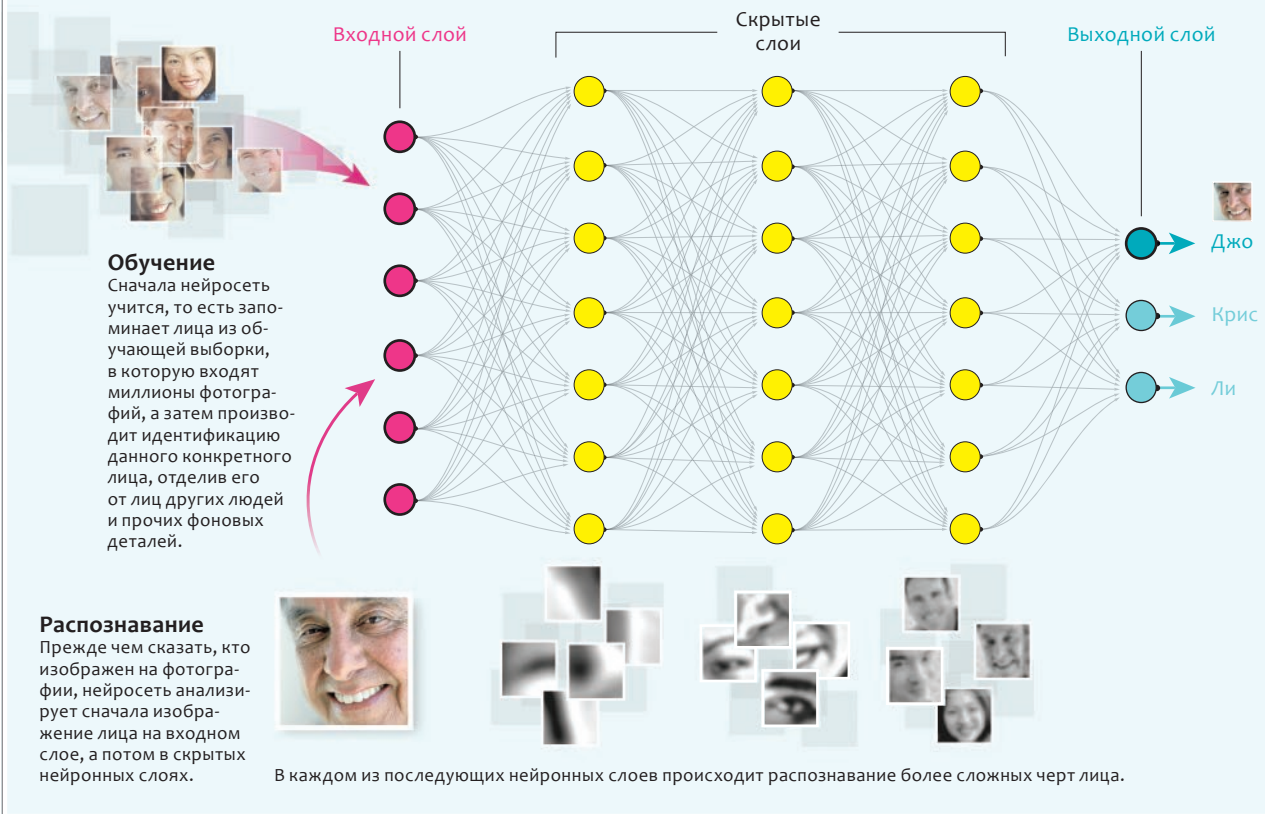 Входной слой
Скрытые
слои
Выходной слой
Джо
Крис
Ли
Обучение
Сначала нейросеть
учится, то есть запо-
минает лица из об-
учающей выборки,
в которую входят
миллионы фотогра-
фий, а затем произво-
дит идентификацию
данного конкретного
лица, отделив его
от лиц других людей
и прочих фоновых
деталей.
Распознавание
Прежде чем сказать, кто
изображен на фотогра-
фии, нейросеть анализи-
рует сначала изобра-
жение лица на входном
слое, а потом в скрытых
нейронных слоях.
В каждом из последующих нейронных слоев происходит распознавание более сложных черт лица.